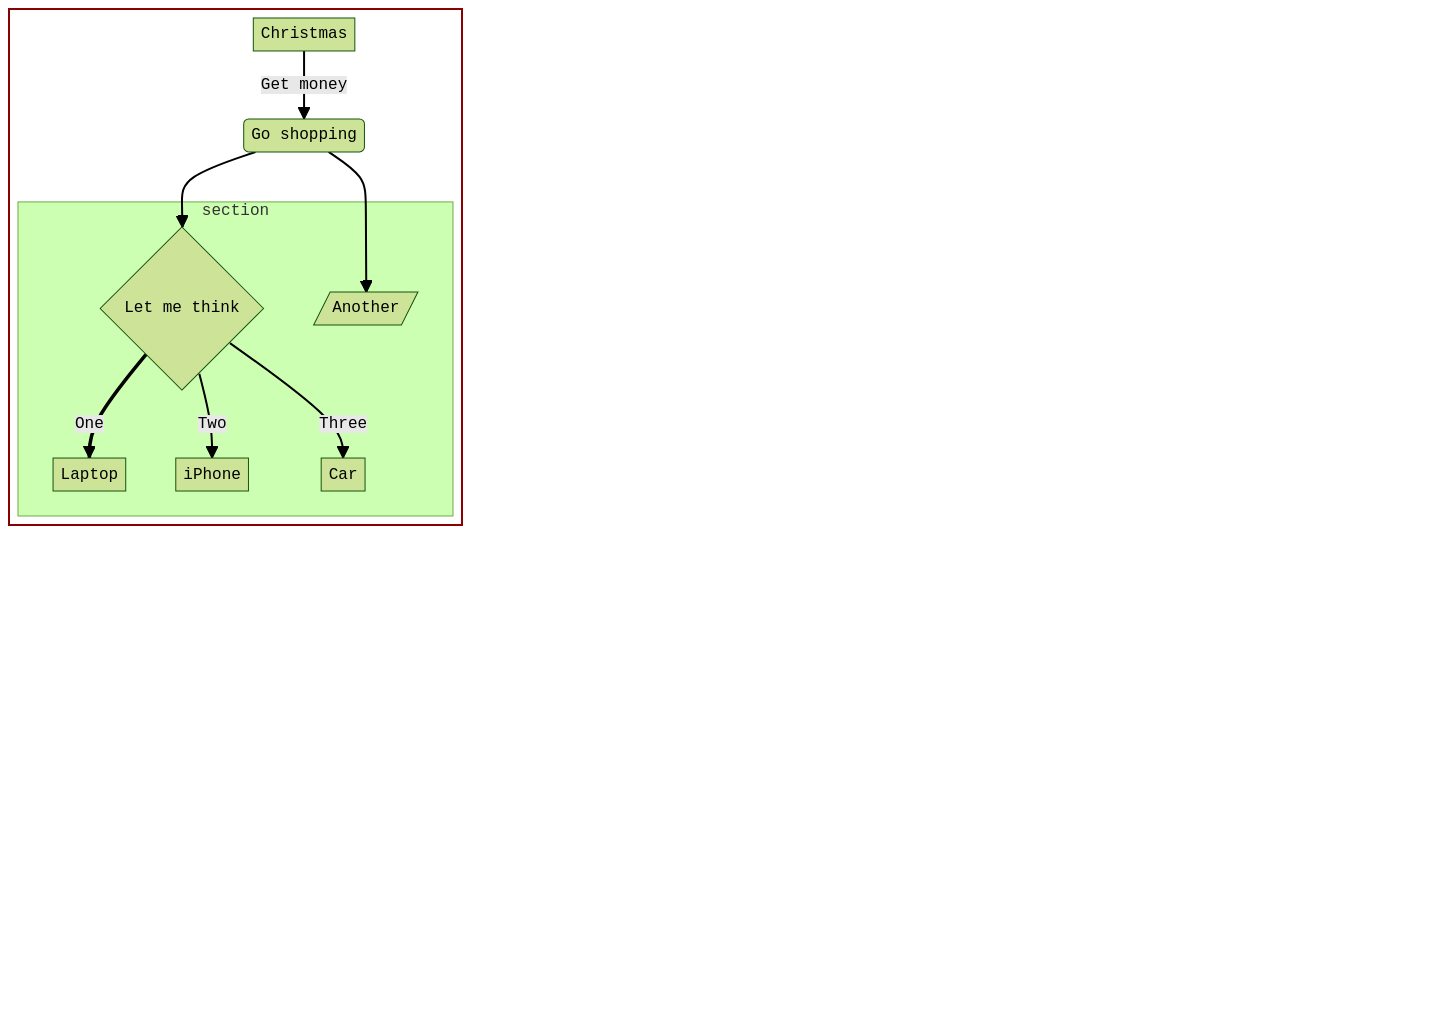 Christmas
Get money
Go shopping
section
Let me think
Another
One
Two
Three
Laptop
iPhone
Car